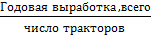 Годовая выработка ,всего
число тракторов